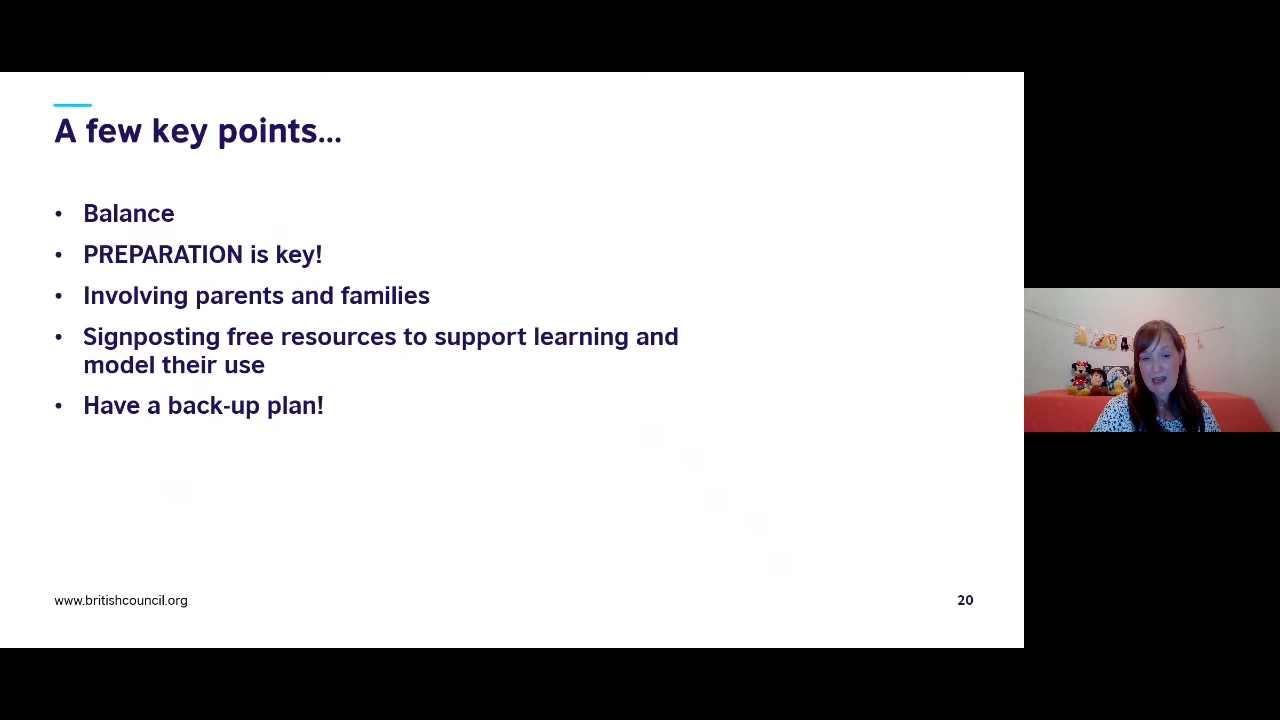 A few key points...
• Balance
• PREPARATION is key!
• Involving parents and families
• Signposting free resources to support learning and
model their use
• Have a back-up plan!
www.britishcouncil.org
20